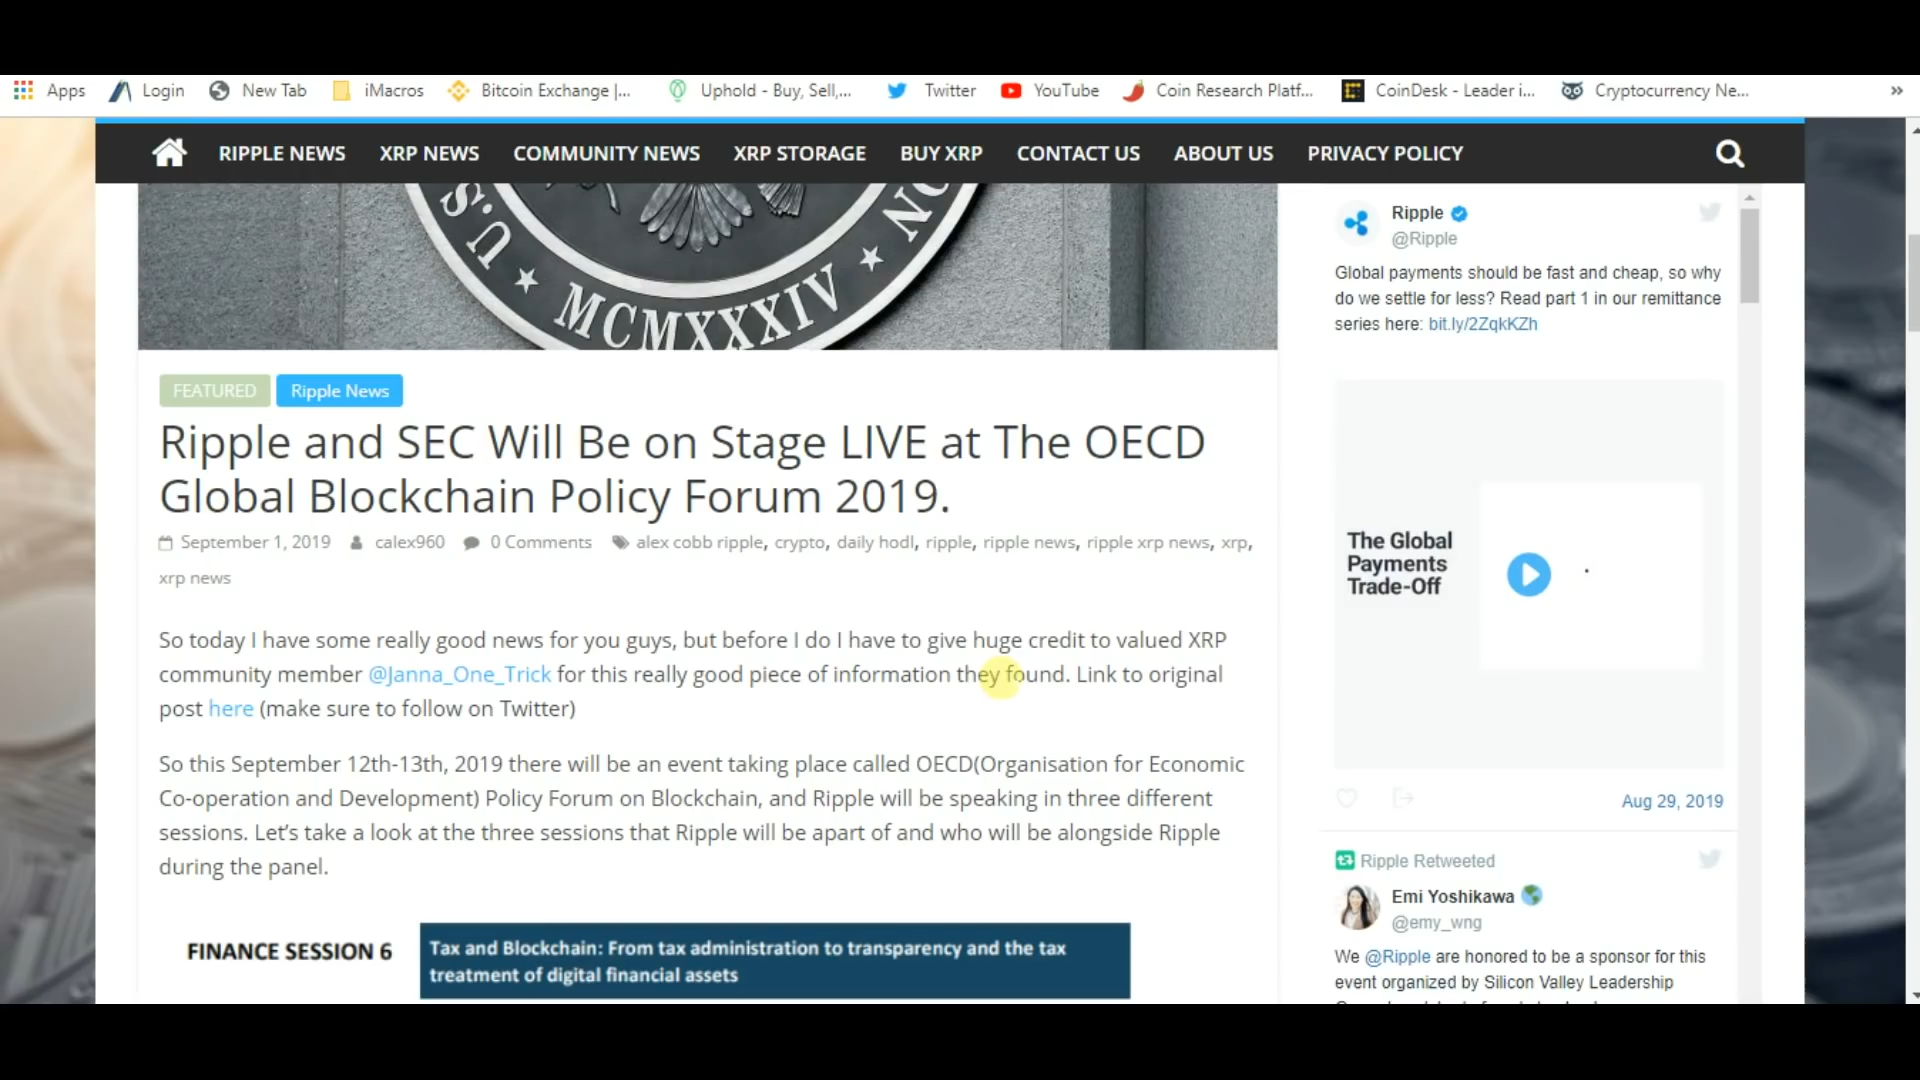 Apps Login New Tab iMacros Bitcoin Exchange |... Uphold - Buy, Sell,... Twitter YouTube Coin Research Platf... CoinDesk - Leader i... Cryptocurrency Ne... »
RIPPLE NEWS XRP NEWS COMMUNITY NEWS XRP STORAGE BUY XRP CONTACT US ABOUT US PRIVACY POLICY
U.S.
MCMXXXIV
FEATURED Ripple News
Ripple and SEC Will Be on Stage LIVE at The OECD
Global Blockchain Policy Forum 2019.
September 1, 2019 calex960 0 Comments alex cobb ripple, crypto, daily hodl, ripple, ripple news, ripple xrp news, xrp,
xrp news
So today I have some really good news for you guys, but before I do I have to give huge credit to valued XRP
community member @Janna_One_Trick for this really good piece of information they found. Link to original
post here (make sure to follow on Twitter)
So this September 12th-13th, 2019 there will be an event taking place called OECD(Organisation for Economic
Co-operation and Development) Policy Forum on Blockchain, and Ripple will be speaking in three different
sessions. Let’s take a look at the three sessions that Ripple will be apart of and who will be alongside Ripple
during the panel.
FINANCE SESSION 6
Tax and Blockchain: From tax administration to transparency and the tax
treatment of digital financial assets
Ripple
@Ripple
Global payments should be fast and cheap, so why
do we settle for less? Read part 1 in our remittance
series here: bit.ly/2ZqkKZh
The Global
Payments
Trade-Off
Aug 29, 2019
Ripple Retweeted
Emi Yoshikawa
@emy_wng
We @Ripple are honored to be a sponsor for this
event organized by Silicon Valley Leadership